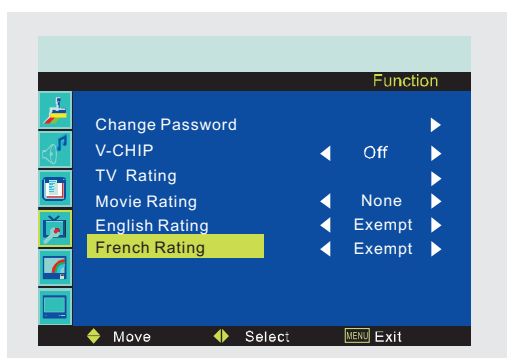 Function
Change Password
V-CHIP Off
TV Rating
Movie Rating None
English Rating Exempt
French Rating Exempt
Move Select MENU Exit